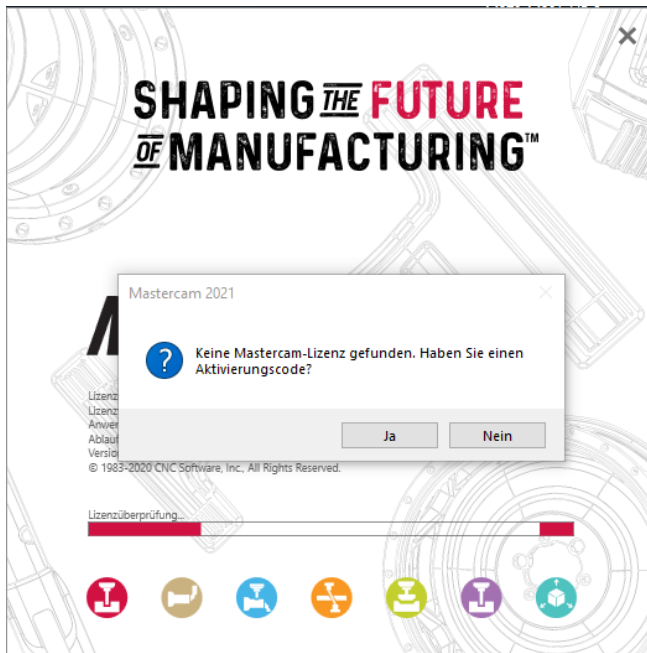 SHAPING THE FUTURE
OF MANUFACTURING™
Mastercam 2021
Keine Mastercam-Lizenz gefunden. Haben Sie einen
Aktivierungscode?
Ja
Nein
© 1983-2020 CNC Software, Inc., All Rights Reserved.
Lizenzüberprüfung...